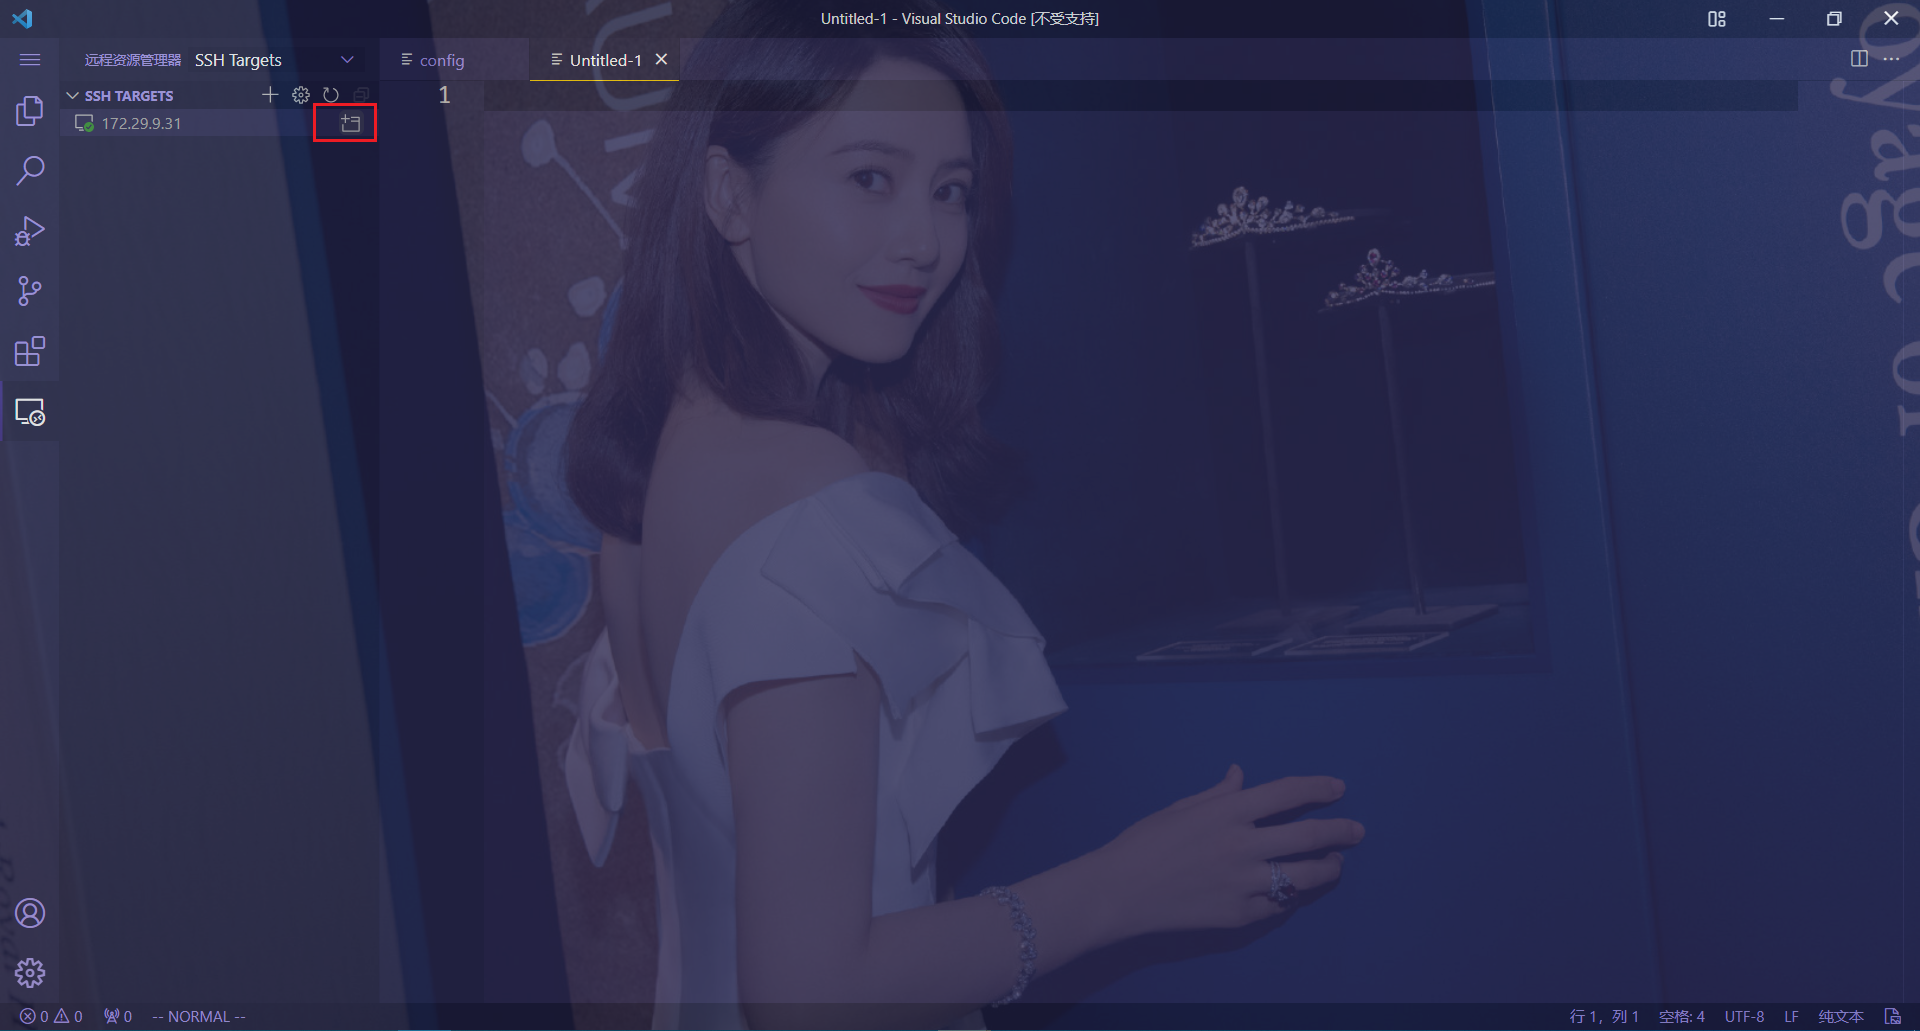 Untitled-1 - Visual Studio Code [不受支持]
远程资源管理器 SSH Targets
config
Untitled-1
SSH TARGETS
172.29.9.31
1
0 0 0 -- NORMAL --
行 1，列 1 空格: 4 UTF-8 LF 纯文本